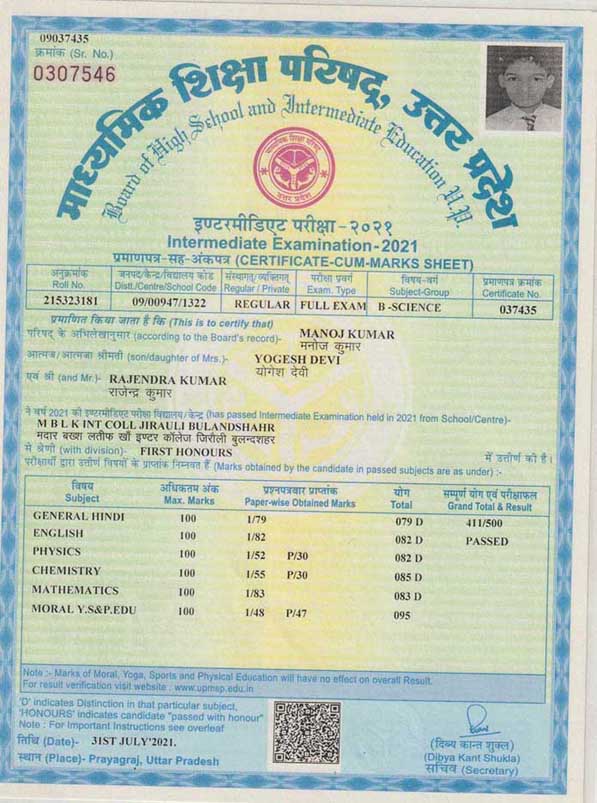 09037435
क्रमांक (Sr. No.)
0307546
माध्यमिक शिक्षा परिषद्, उत्तर प्रदेश
Board of High School and Intermediate Education U.P.
माध्यमिक शिक्षा परिषद्
उत्तर प्रदेश
इण्टरमीडिएट परीक्षा-२०२१
Intermediate Examination-2021
प्रमाणपत्र-सह-अंकपत्र (CERTIFICATE-CUM-MARKS SHEET)
अनुक्रमांक जनपद/केन्द्र/विद्यालय कोड संस्थागत/व्यक्तिगत परीक्षा प्रवर्ग विषय-वर्ग प्रमाणपत्र क्रमांक
Roll No. Distt./Centre/School Code Regular / Private Exam. Type Subject-Group Certificate No.
215323181 09/00947/1322 REGULAR FULL EXAM B -SCIENCE 037435
प्रमाणित किया जाता है कि (This is to certify that)
परिषद् के अभिलेखानुसार (according to the Board's record)- MANOJ KUMAR
मनोज कुमार
आत्मज/आत्मजा श्रीमती (son/daughter of Mrs.)- YOGESH DEVI
योगेश देवी
एवं श्री (and Mr.)- RAJENDRA KUMAR
राजेन्द्र कुमार
ने वर्ष 2021 की इण्टरमीडिएट परीक्षा विद्यालय/केन्द्र (has passed Intermediate Examination held in 2021 from School/Centre)-
M B L K INT COLL JIRAULI BULANDSHAHR
मदार बख्श लतीफ खाँ इण्टर कॉलेज जिरौली बुलन्दशहर
से श्रेणी (with division)- FIRST HONOURS में उत्तीर्ण की है।
परीक्षार्थी द्वारा उत्तीर्ण विषयों के प्राप्तांक निम्नवत हैं (Marks obtained by the candidate in passed subjects are as under) :-
विषय अधिकतम अंक प्रश्नपत्रवार प्राप्तांक योग सम्पूर्ण योग एवं परीक्षाफल
Subject Max. Marks Paper-wise Obtained Marks Total Grand Total & Result
GENERAL HINDI 100 1/79 079 D 411/500
ENGLISH 100 1/82 082 D PASSED
PHYSICS 100 1/52 P/30 082 D
CHEMISTRY 100 1/55 P/30 085 D
MATHEMATICS 100 1/83 083 D
MORAL Y.S&P.EDU 100 1/48 P/47 095
Note :- Marks of Moral, Yoga, Sports and Physical Education will have no effect on overall Result.
For result verification visit website : www.upmsp.edu.in
'D' indicates Distinction in that particular subject,
'HONOURS' indicates candidate "passed with honour"
Note : For Important Instructions see overleaf
तिथि (Date)- 31ST JULY'2021.
स्थान (Place)- Prayagraj, Uttar Pradesh
(दिब्य कान्त शुक्ल)
(Dibya Kant Shukla)
सचिव (Secretary)